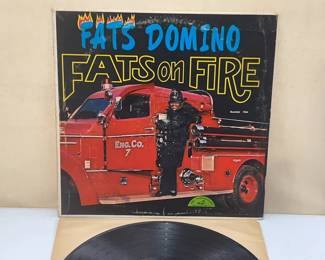 FATS DOMINO
FATS on FIRE
ENG. CO.
7